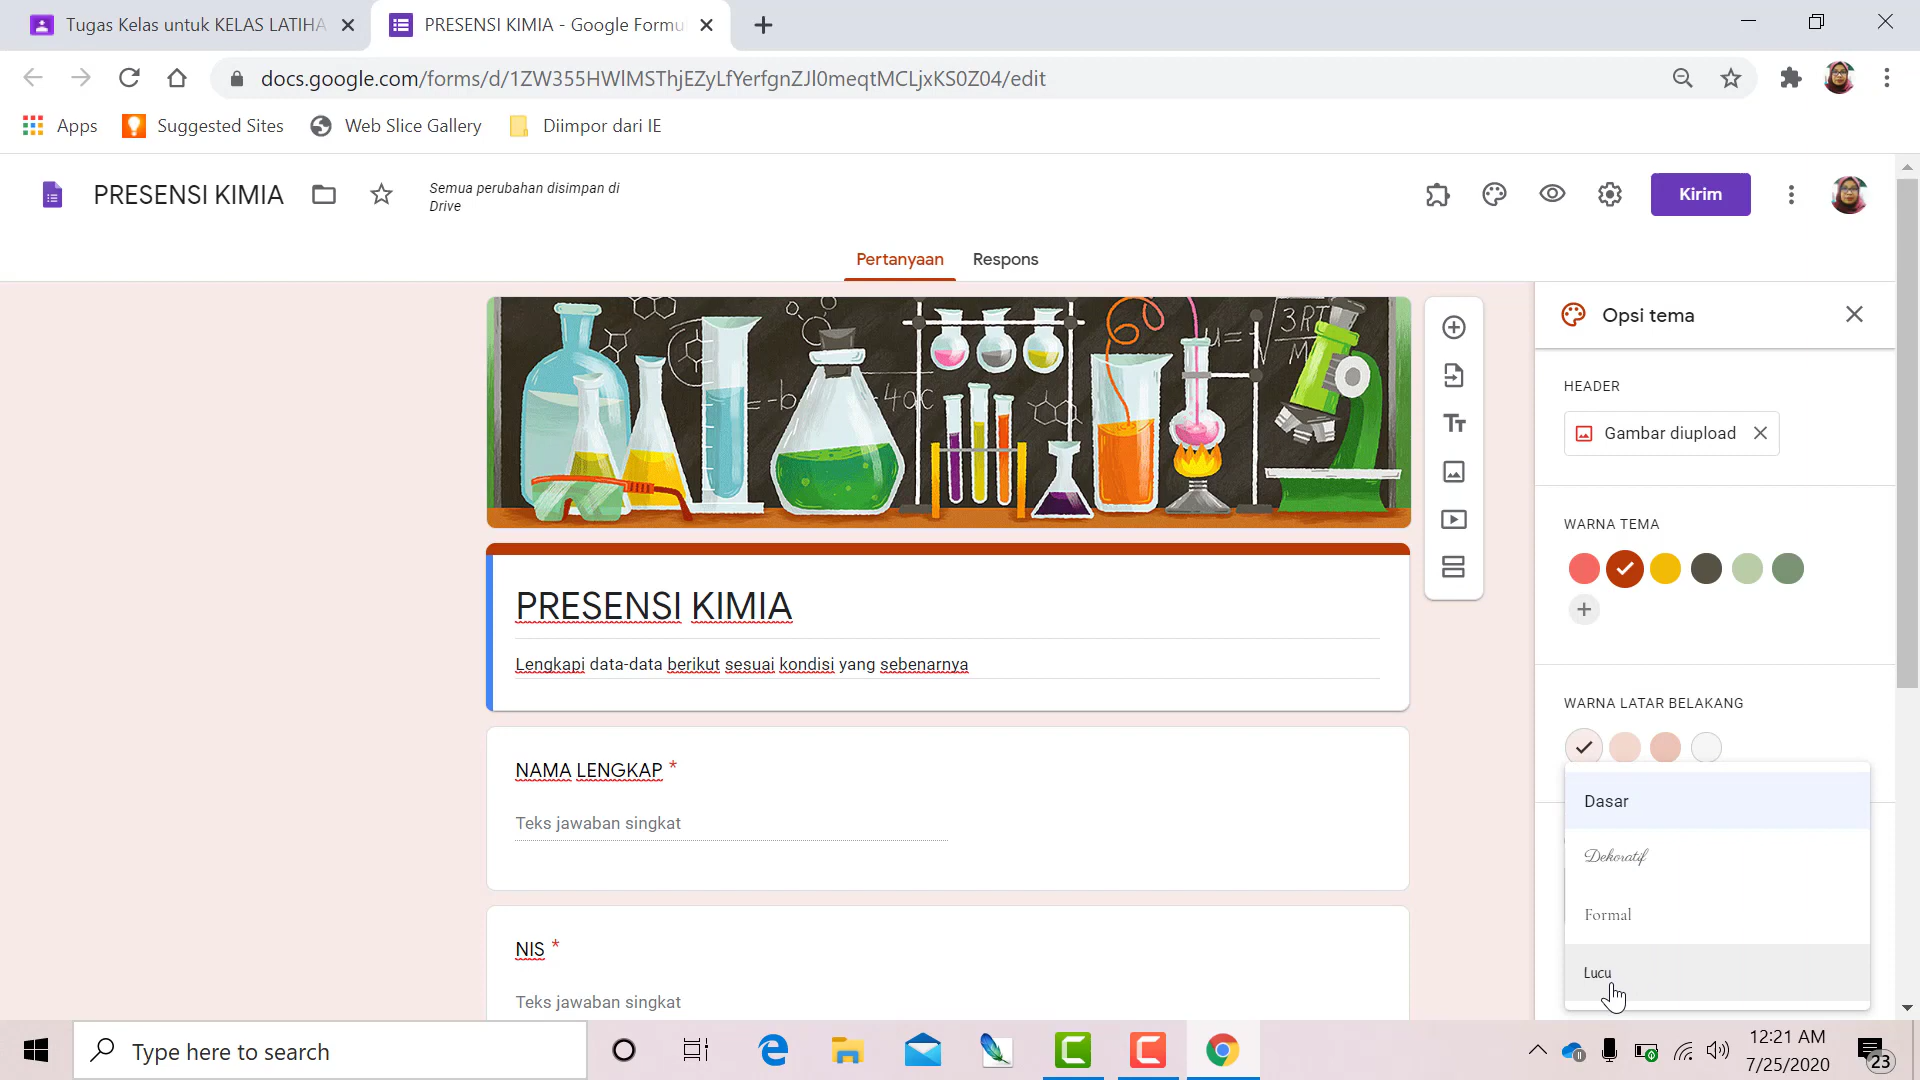 Tugas Kelas untuk KELAS LATIHA
PRESENSI KIMIA - Google Formu
docs.google.com/forms/d/1ZW355HWlMSThjEZyLfYerfgnZJl0meqtMCLjxKS0Z04/edit
Apps
Suggested Sites
Web Slice Gallery
Diimpor dari IE
PRESENSI KIMIA
Semua perubahan disimpan di
Drive
Kirim
Pertanyaan
Respons
Opsi tema
HEADER
Gambar diupload
WARNA TEMA
PRESENSI KIMIA
Lengkapi data-data berikut sesuai kondisi yang sebenarnya
WARNA LATAR BELAKANG
NAMA LENGKAP *
Teks jawaban singkat
Dasar
Dekoratif
Formal
Lucu
NIS *
Teks jawaban singkat
Type here to search
12:21 AM
7/25/2020
23